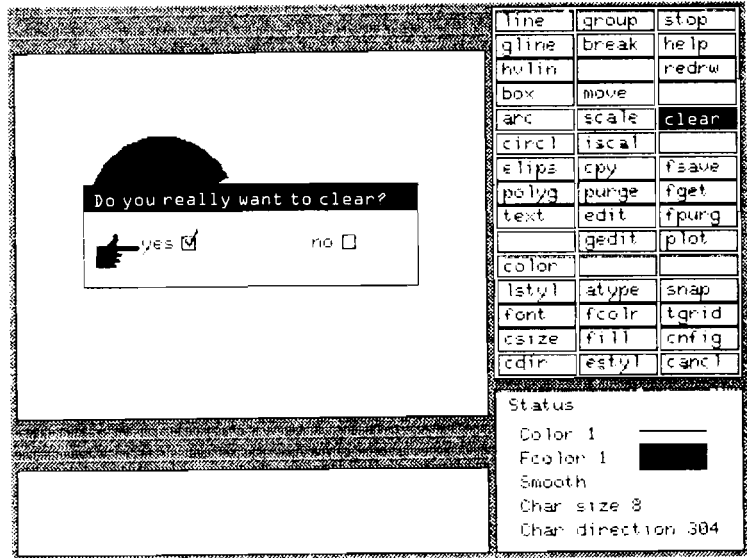 Do you really want to clear?
yes no
line group stop
gline break help
hvlin redrw
box move
arc scale clear
circl iscal
elips cpy fsave
polyg purge fget
text edit fpurg
gedit plot
color
lstyl atype snap
font fcolr tgrid
csize fill cnfig
cdir estyl cancl
Status
Color 1
Fcolor 1
Smooth
Char size 8
Char direction 304